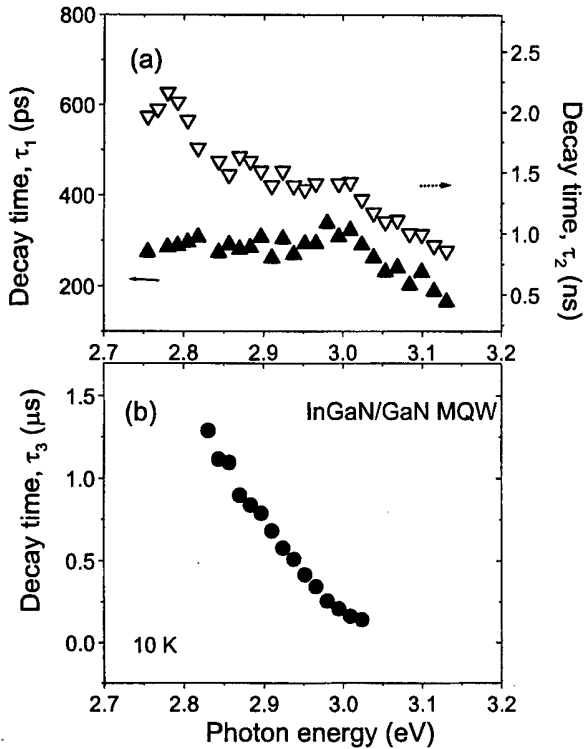 (a)
800
600
400
200
Decay time, τ₁ (ps)
2.5
2.0
1.5
1.0
0.5
Decay time, τ₂ (ns)
2.7 2.8 2.9 3.0 3.1 3.2
(b)
InGaN/GaN MQW
1.5
1.0
0.5
0.0
Decay time, τ₃ (μs)
10 K
2.7 2.8 2.9 3.0 3.1 3.2
Photon energy (eV)